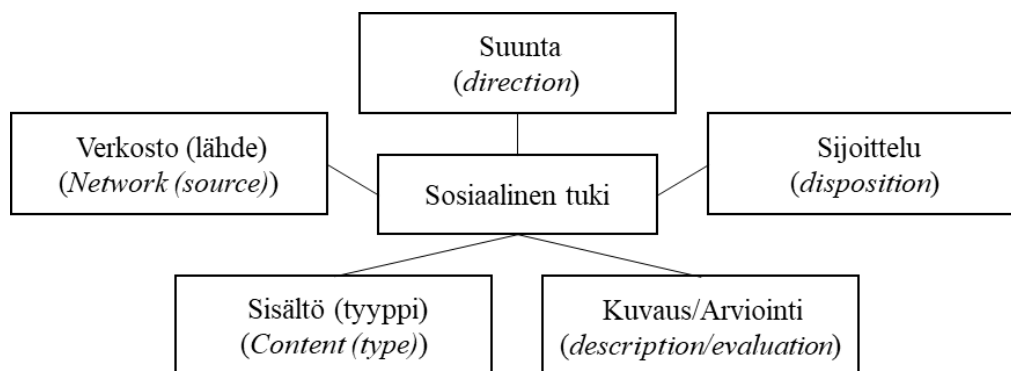 Suunta
(direction)
Verkosto (lähde)
(Network (source))
Sosiaalinen tuki
Sijoittelu
(disposition)
Sisältö (tyyppi)
(Content (type))
Kuvaus/Arviointi
(description/evaluation)